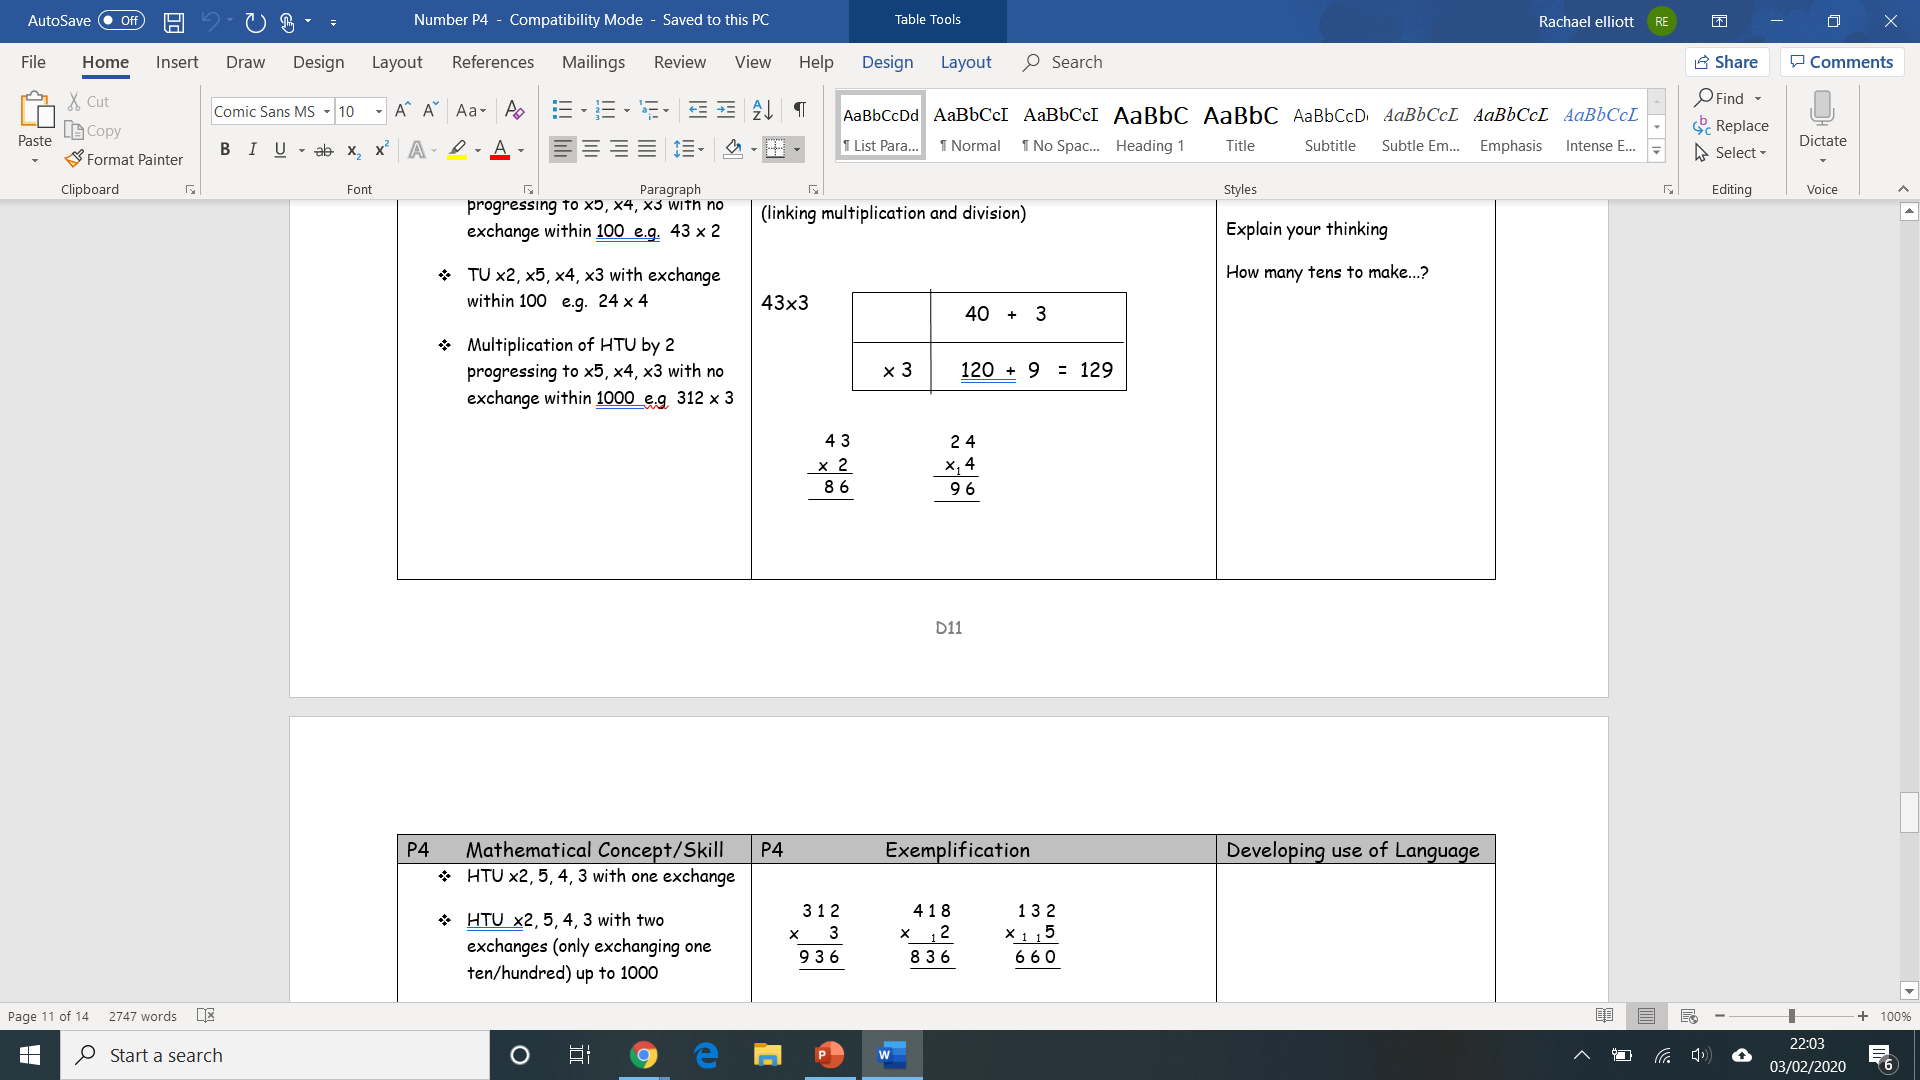 AutoSave Off Number P4 - Compatibility Mode - Saved to this PC Table Tools Rachael elliott RE
File Home Insert Draw Design Layout References Mailings Review View Help Design Layout Search Share Comments
Paste Cut Copy Format Painter
Comic Sans MS 10
AaBbCcDd AaBbCcI AaBbCcI AaBbC AaBbC AaBbCcD AaBbCcL AaBbCcL AaBbCcL
¶ List Para... ¶ Normal ¶ No Spac... Heading 1 Title Subtitle Subtle Em... Emphasis Intense E...
Find Replace Select Dictate
Clipboard Font Paragraph Styles Editing Voice
progressing to x5, x4, x3 with no
exchange within 100 e.g. 43 x 2
TU x2, x5, x4, x3 with exchange
within 100 e.g. 24 x 4
Multiplication of HTU by 2
progressing to x5, x4, x3 with no
exchange within 1000 e.g 312 x 3
(linking multiplication and division)
43x3
40 + 3
x 3 120 + 9 = 129
4 3 2 4
x 2 x 1 4
8 6 9 6
Explain your thinking
How many tens to make...?
D11
P4 Mathematical Concept/Skill P4 Exemplification Developing use of Language
HTU x2, 5, 4, 3 with one exchange
HTU x2, 5, 4, 3 with two
exchanges (only exchanging one
ten/hundred) up to 1000
3 1 2 4 1 8 1 3 2
x 3 x 1 2 x 1 1 5
9 3 6 8 3 6 6 6 0
Page 11 of 14 2747 words 100%
Start a search 22:03
03/02/2020 6